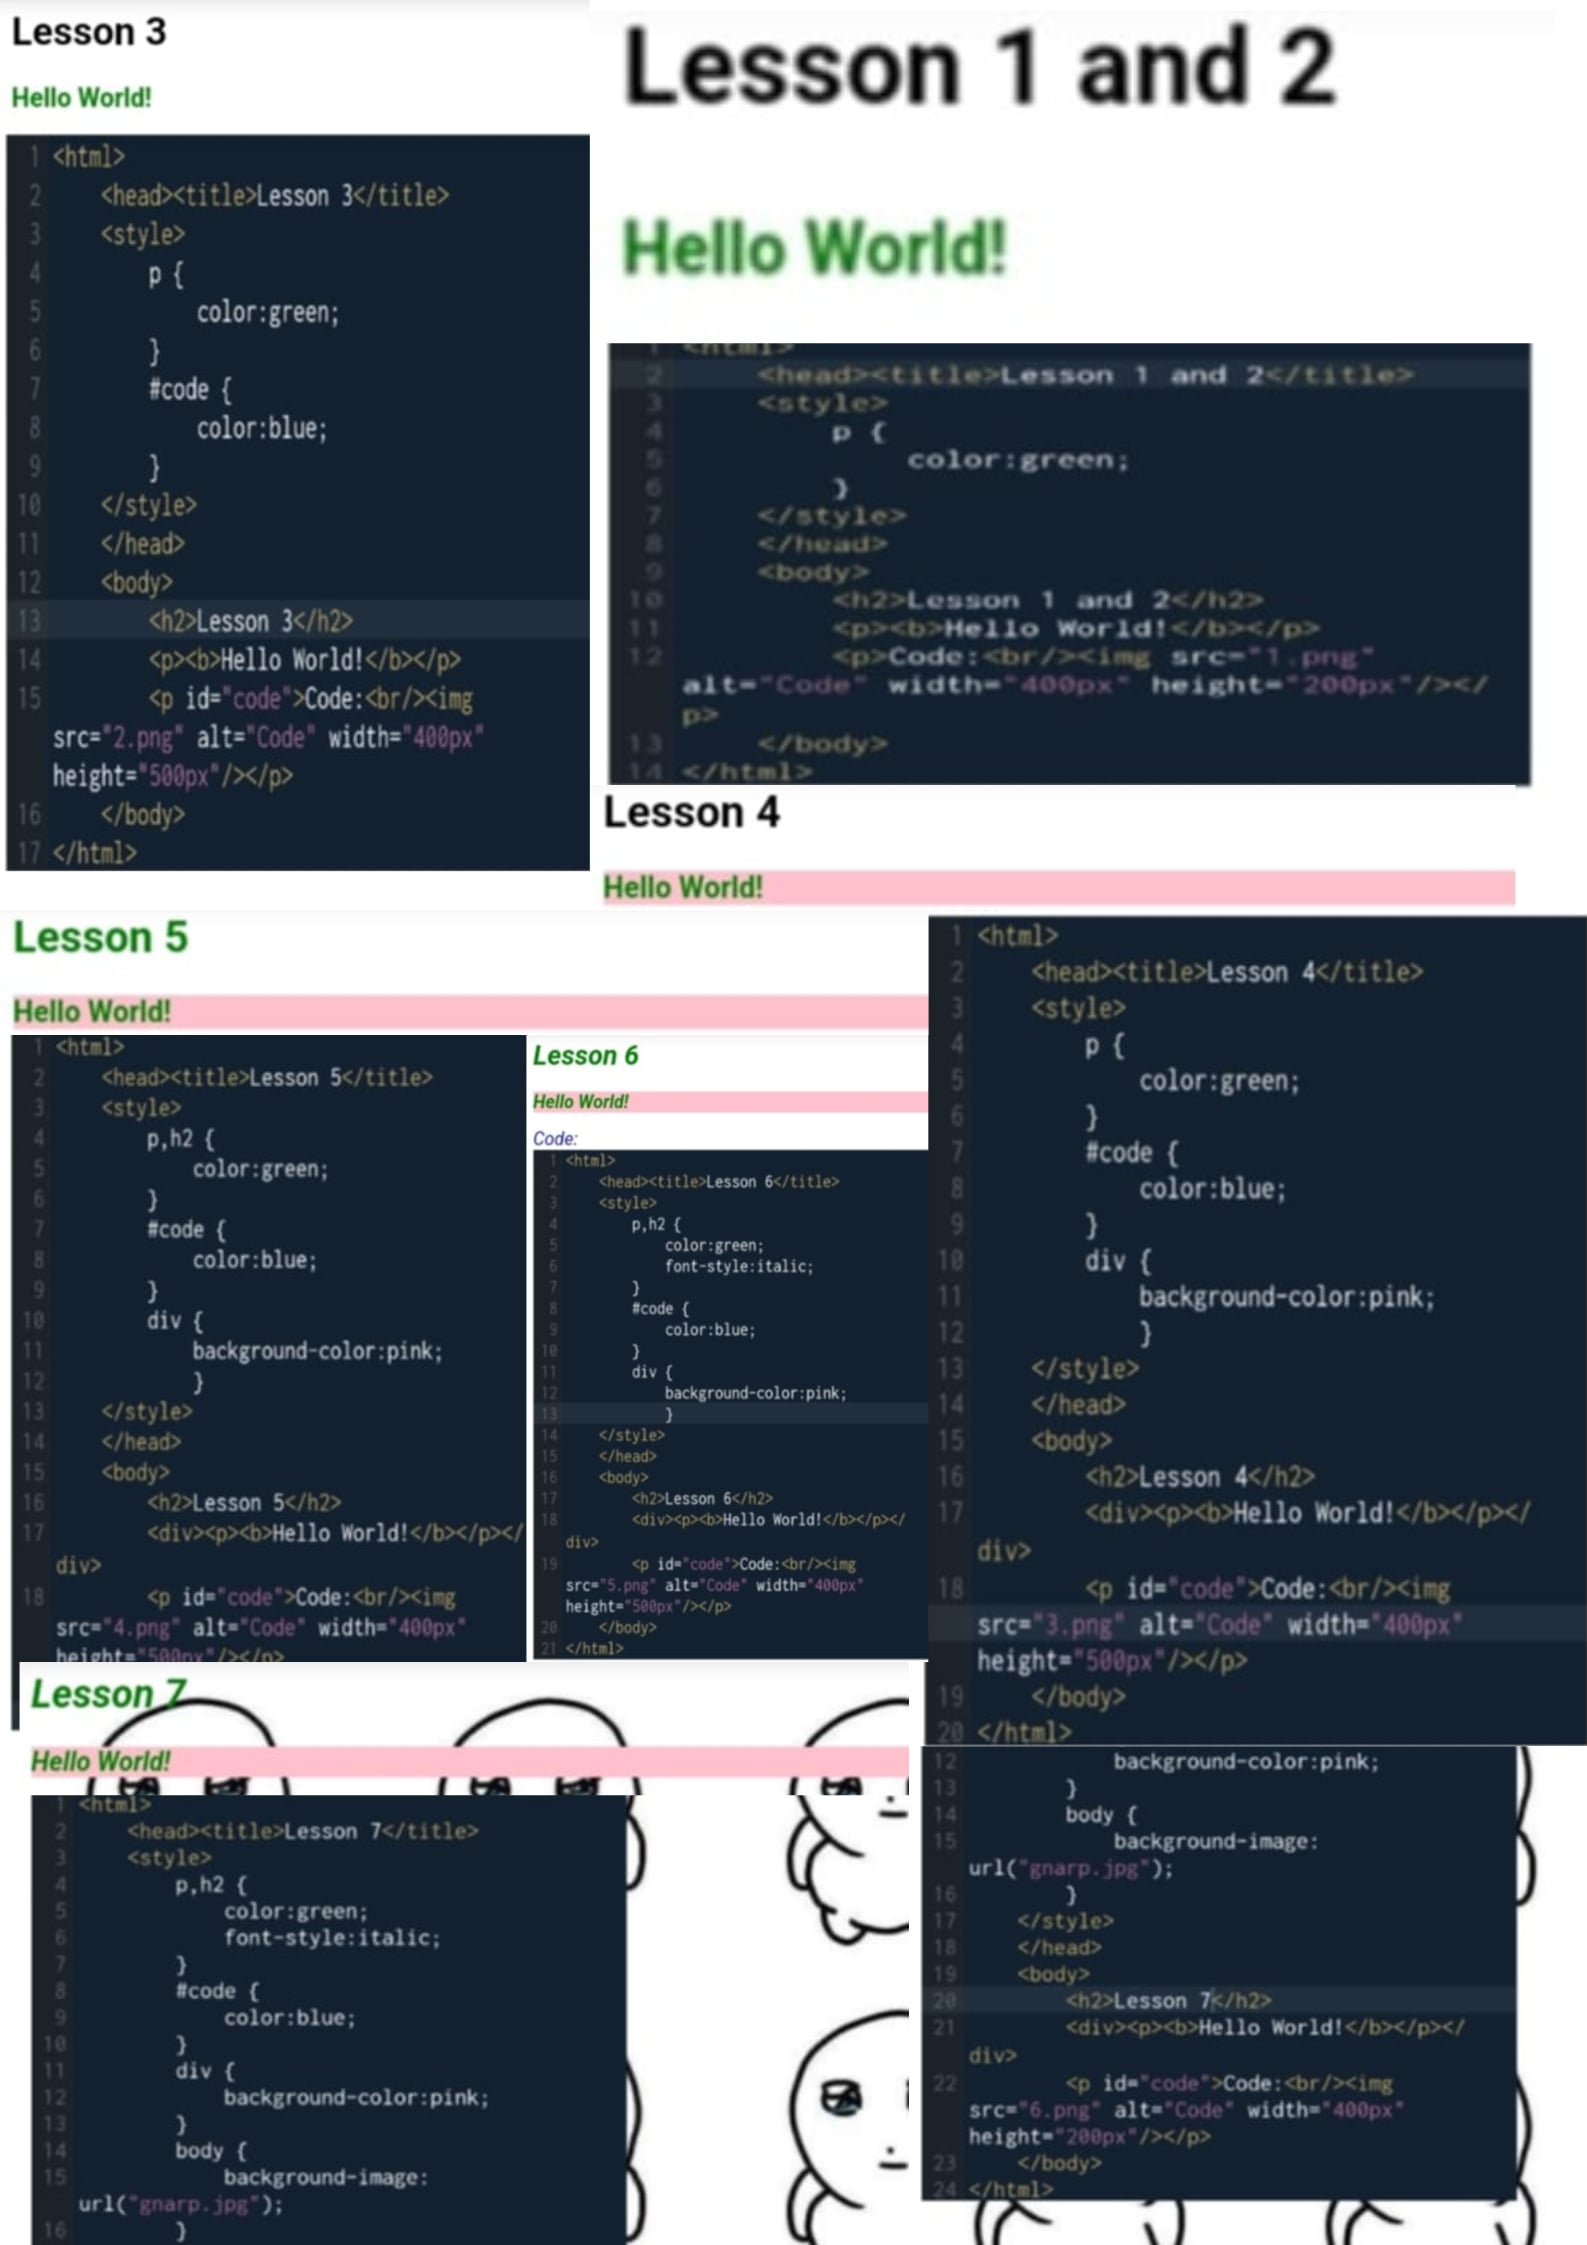 Lesson 3
Hello World!
1 <html>
2 <head><title>Lesson 3</title>
3 <style>
4 p {
5 color:green;
6 }
7 #code {
8 color:blue;
9 }
10 </style>
11 </head>
12 <body>
13 <h2>Lesson 3</h2>
14 <p><b>Hello World!</b></p>
15 <p id="code">Code:<br/><img
src="2.png" alt="Code" width="400px"
height="500px"/></p>
16 </body>
17 </html>
Lesson 1 and 2
Hello World!
1 <html>
2 <head><title>Lesson 1 and 2</title>
3 <style>
4 p {
5 color:green;
6 }
7 </style>
8 </head>
9 <body>
10 <h2>Lesson 1 and 2</h2>
11 <p><b>Hello World!</b></p>
12 <p>Code:<br/><img src="1.png"
alt="Code" width="400px" height="200px"/></
p>
13 </body>
14 </html>
Lesson 4
Hello World!
1 <html>
2 <head><title>Lesson 4</title>
3 <style>
4 p {
5 color:green;
6 }
7 #code {
8 color:blue;
9 }
10 div {
11 background-color:pink;
12 }
13 </style>
14 </head>
15 <body>
16 <h2>Lesson 4</h2>
17 <div><p><b>Hello World!</b></p></
div>
18 <p id="code">Code:<br/><img
src="3.png" alt="Code" width="400px"
height="500px"/></p>
19 </body>
20 </html>
Lesson 5
Hello World!
1 <html>
2 <head><title>Lesson 5</title>
3 <style>
4 p,h2 {
5 color:green;
6 }
7 #code {
8 color:blue;
9 }
10 div {
11 background-color:pink;
12 }
13 </style>
14 </head>
15 <body>
16 <h2>Lesson 5</h2>
17 <div><p><b>Hello World!</b></p></
div>
18 <p id="code">Code:<br/><img
src="4.png" alt="Code" width="400px"
height="500px"/></p>
Lesson 6
Hello World!
Code:
1 <html>
2 <head><title>Lesson 6</title>
3 <style>
4 p,h2 {
5 color:green;
6 font-style:italic;
7 }
8 #code {
9 color:blue;
10 }
11 div {
12 background-color:pink;
13 }
14 </style>
15 </head>
16 <body>
17 <h2>Lesson 6</h2>
18 <div><p><b>Hello World!</b></p></
div>
19 <p id="code">Code:<br/><img
src="5.png" alt="Code" width="400px"
height="500px"/></p>
20 </body>
21 </html>
Lesson 7
Hello World!
1 <html>
2 <head><title>Lesson 7</title>
3 <style>
4 p,h2 {
5 color:green;
6 font-style:italic;
7 }
8 #code {
9 color:blue;
10 }
11 div {
12 background-color:pink;
13 }
14 body {
15 background-image:
url("gnarp.jpg");
16 }
12 background-color:pink;
13 }
14 body {
15 background-image:
url("gnarp.jpg");
16 }
17 </style>
18 </head>
19 <body>
20 <h2>Lesson 7</h2>
21 <div><p><b>Hello World!</b></p></
div>
22 <p id="code">Code:<br/><img
src="6.png" alt="Code" width="400px"
height="200px"/></p>
23 </body>
24 </html>